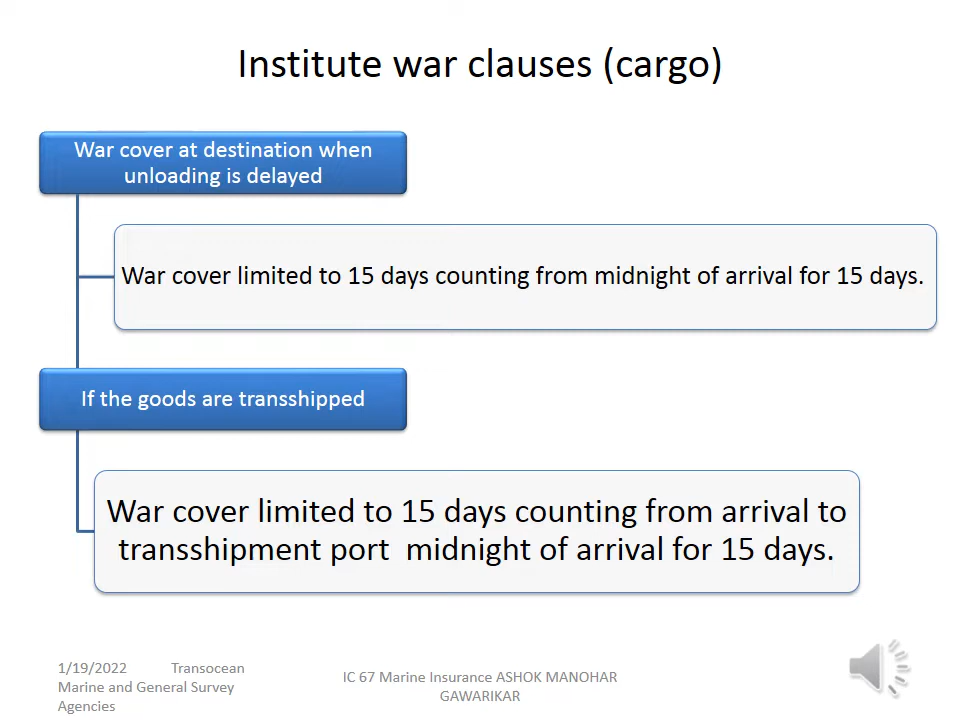 Institute war clauses (cargo)
War cover at destination when
unloading is delayed
War cover limited to 15 days counting from midnight of arrival for 15 days.
If the goods are transshipped
War cover limited to 15 days counting from arrival to
transshipment port  midnight of arrival for 15 days.
1/19/2022 Transocean
Marine and General Survey
Agencies
IC 67 Marine Insurance ASHOK MANOHAR
GAWARIKAR